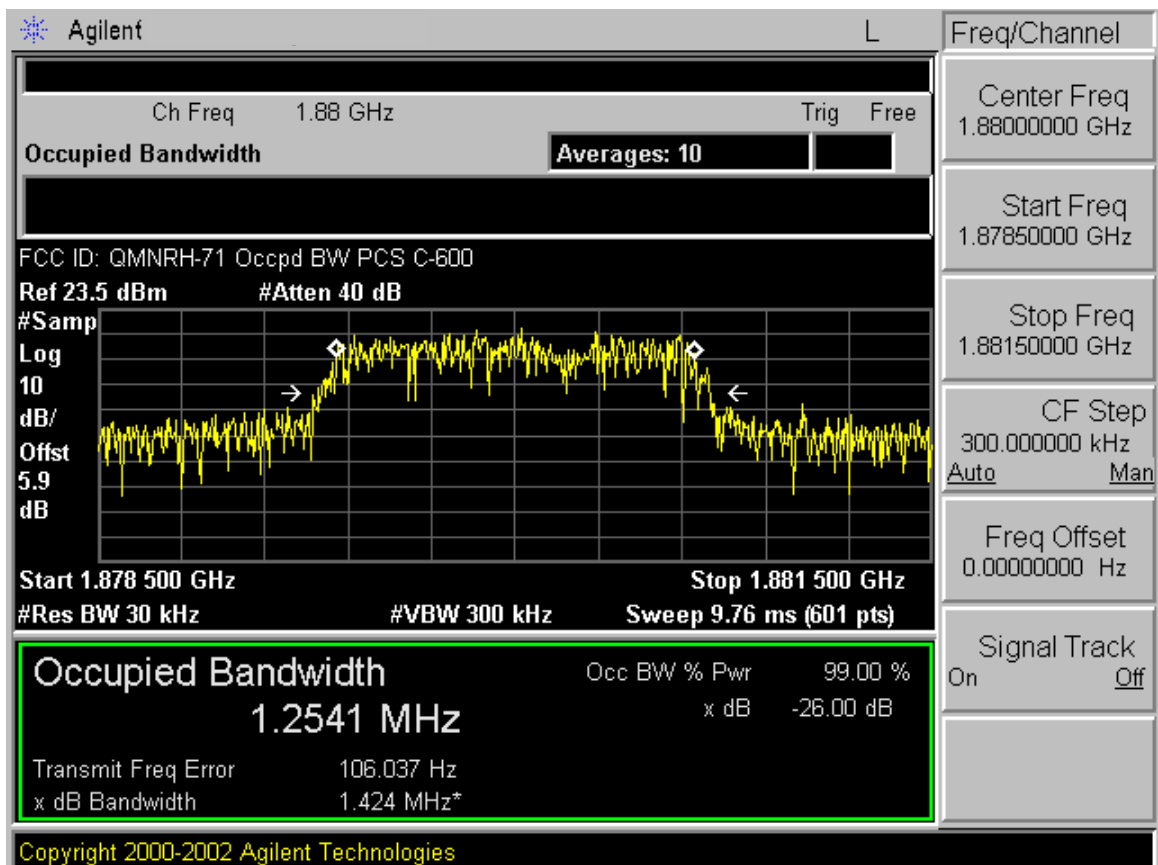 Agilent L Freq/Channel
Ch Freq 1.88 GHz Trig Free
Occupied Bandwidth Averages: 10
FCC ID: QMNRH-71 Occpd BW PCS C-600
Ref 23.5 dBm #Atten 40 dB
#Samp
Log
10
dB/
Offst
5.9
dB
Start 1.878 500 GHz Stop 1.881 500 GHz
#Res BW 30 kHz #VBW 300 kHz Sweep 9.76 ms (601 pts)
Occupied Bandwidth Occ BW % Pwr 99.00 %
1.2541 MHz x dB -26.00 dB
Transmit Freq Error 106.037 Hz
x dB Bandwidth 1.424 MHz*
Center Freq
1.88000000 GHz
Start Freq
1.87850000 GHz
Stop Freq
1.88150000 GHz
CF Step
300.000000 kHz
Auto Man
Freq Offset
0.00000000 Hz
Signal Track
On Off
Copyright 2000-2002 Agilent Technologies